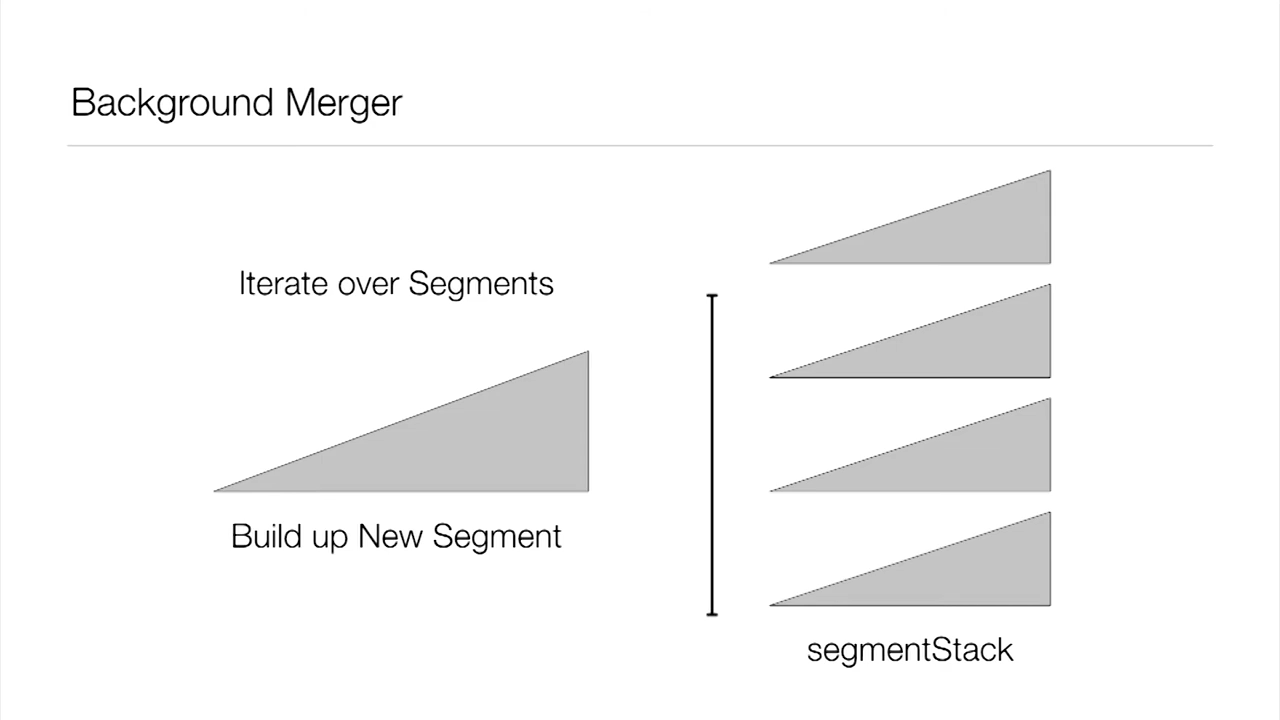 Background Merger
Iterate over Segments
Build up New Segment
segmentStack